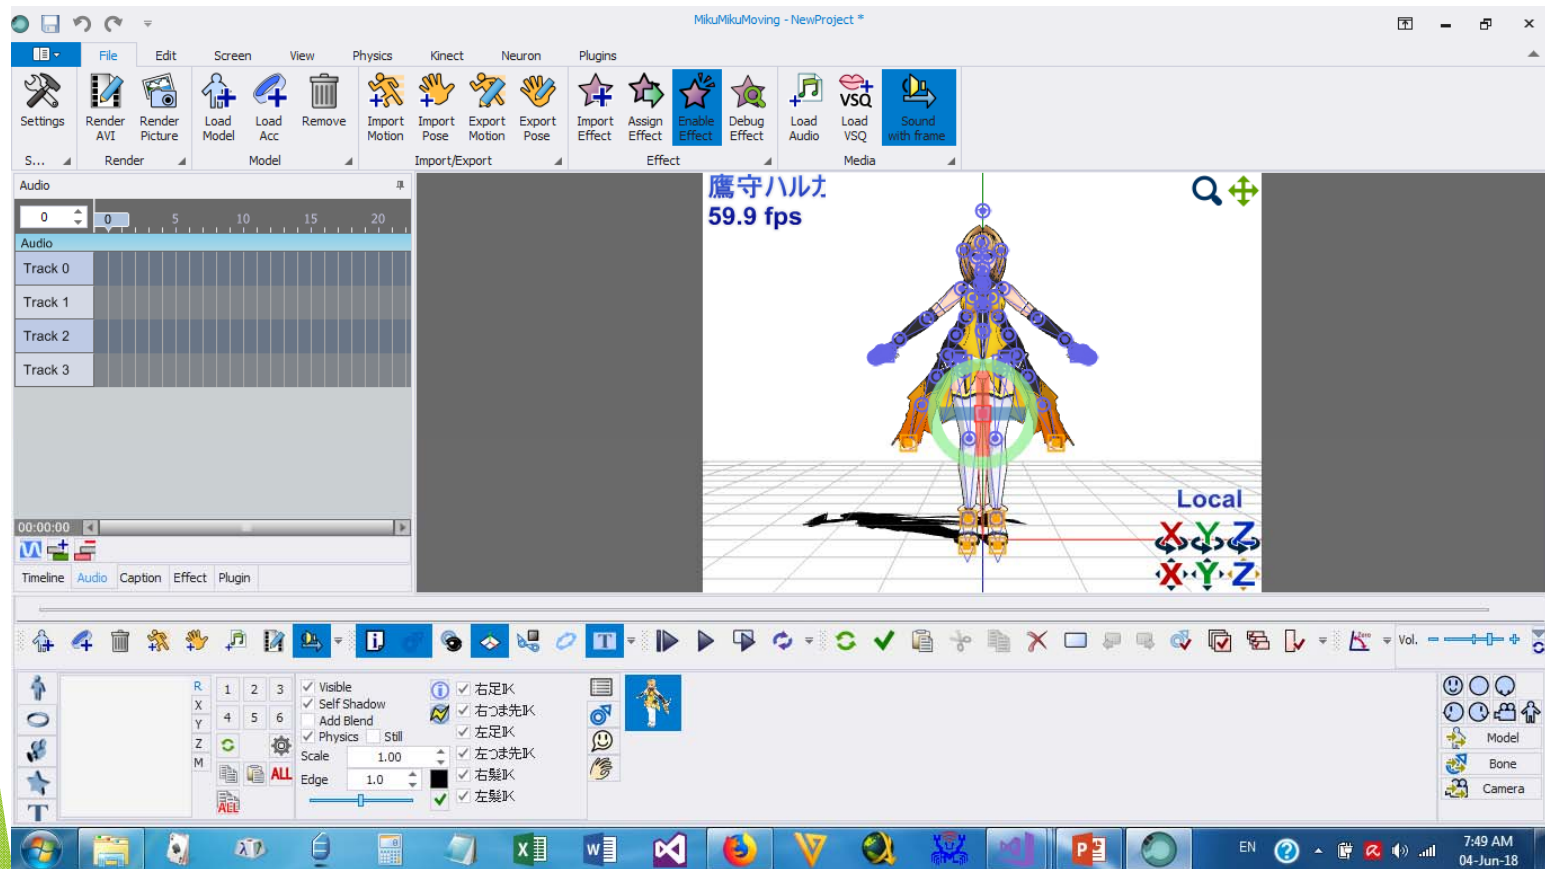 MikuMikuMoving - NewProject *
File Edit Screen View Physics Kinect Neuron Plugins
Settings Render AVI Render Picture Load Model Load Acc Remove Import Motion Import Pose Export Motion Export Pose Import Effect Assign Effect Enable Effect Debug Effect Load Audio Load VSQ Sound with frame
S... Render Model Import/Export Effect Media
Audio
0 0 5 10 15 20
Audio
Track 0
Track 1
Track 2
Track 3
00:00:00
Timeline Audio Caption Effect Plugin
鷹守ハルカ
59.9 fps
Local
X Y Z
X Y Z
Vol.
R
X
Y
Z
M
1 2 3
4 5 6
ALL
ALL
Visible
Self Shadow
Add Blend
Physics Still
Scale 1.00
Edge 1.0
右足IK
右つま先IK
左足IK
左つま先IK
右髪IK
左髪IK
Model
Bone
Camera
EN
7:49 AM
04-Jun-18